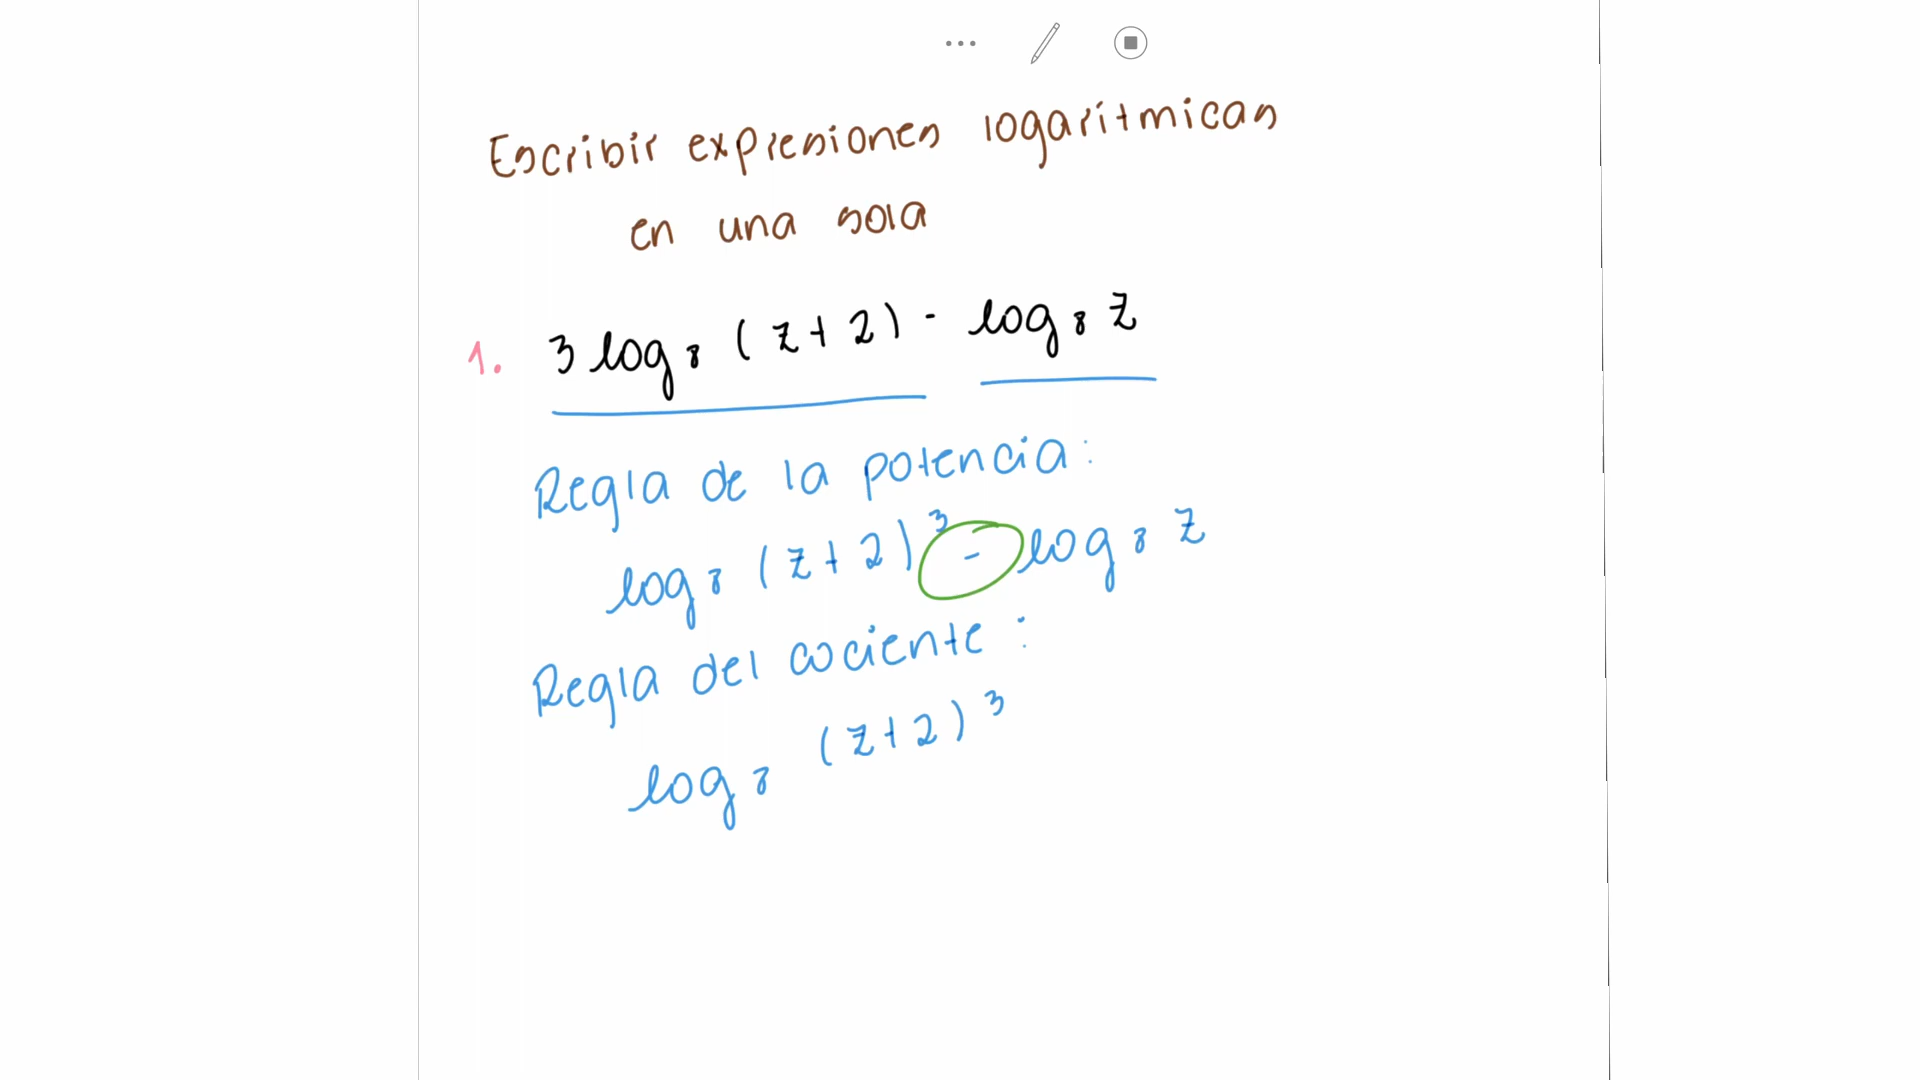 Escribir expresiones logarítmicas
en una sola
1. 3 log₈ (z+2) - log₈ z
Regla de la potencia:
log₈ (z+2)³ - log₈ z
Regla del cociente:
log₈ (z+2)³